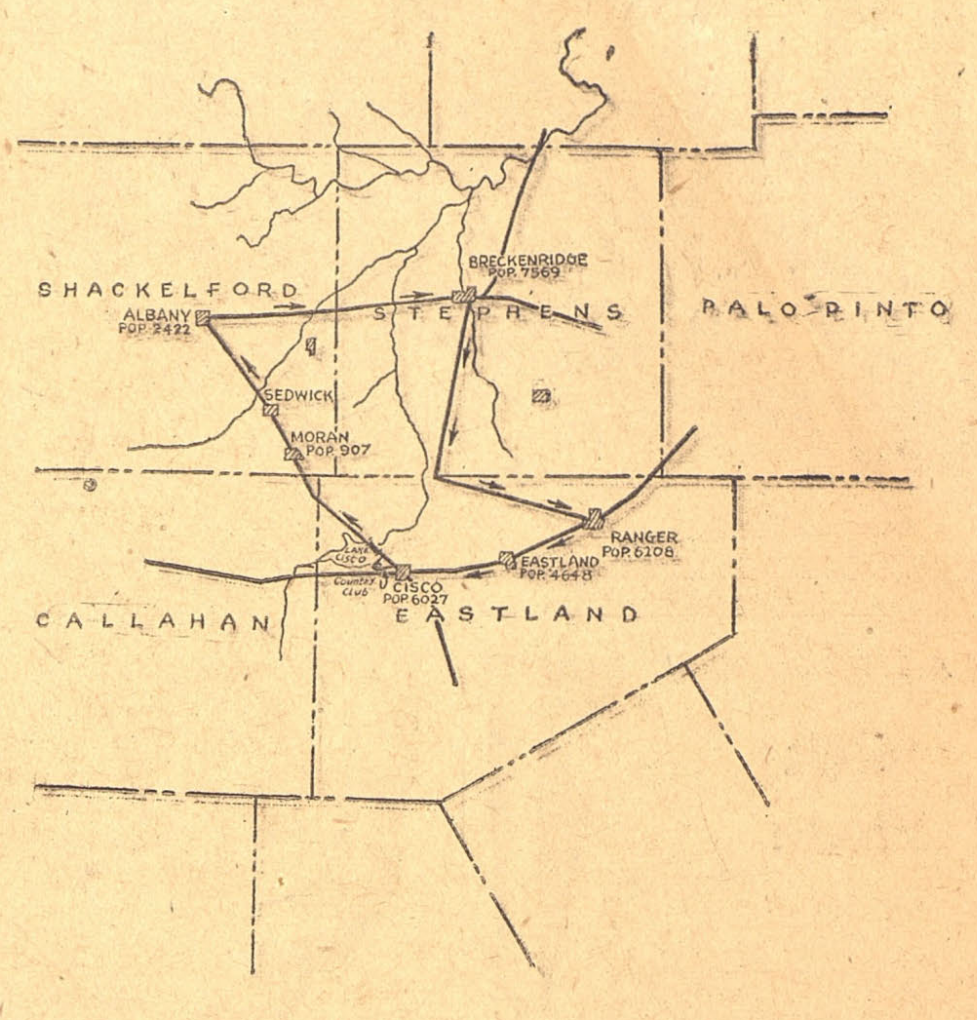 BRECKENRIDGE
POP. 7569
SHACKELFORD
STEPHENS
PALO PINTO
ALBANY
POP. 2422
SEDWICK
MORAN
POP. 907
RANGER
POP. 6208
LAKE
CISCO
EASTLAND
POP. 4648
COUNTRY
CLUB
CISCO
POP. 6027
CALLAHAN
EASTLAND